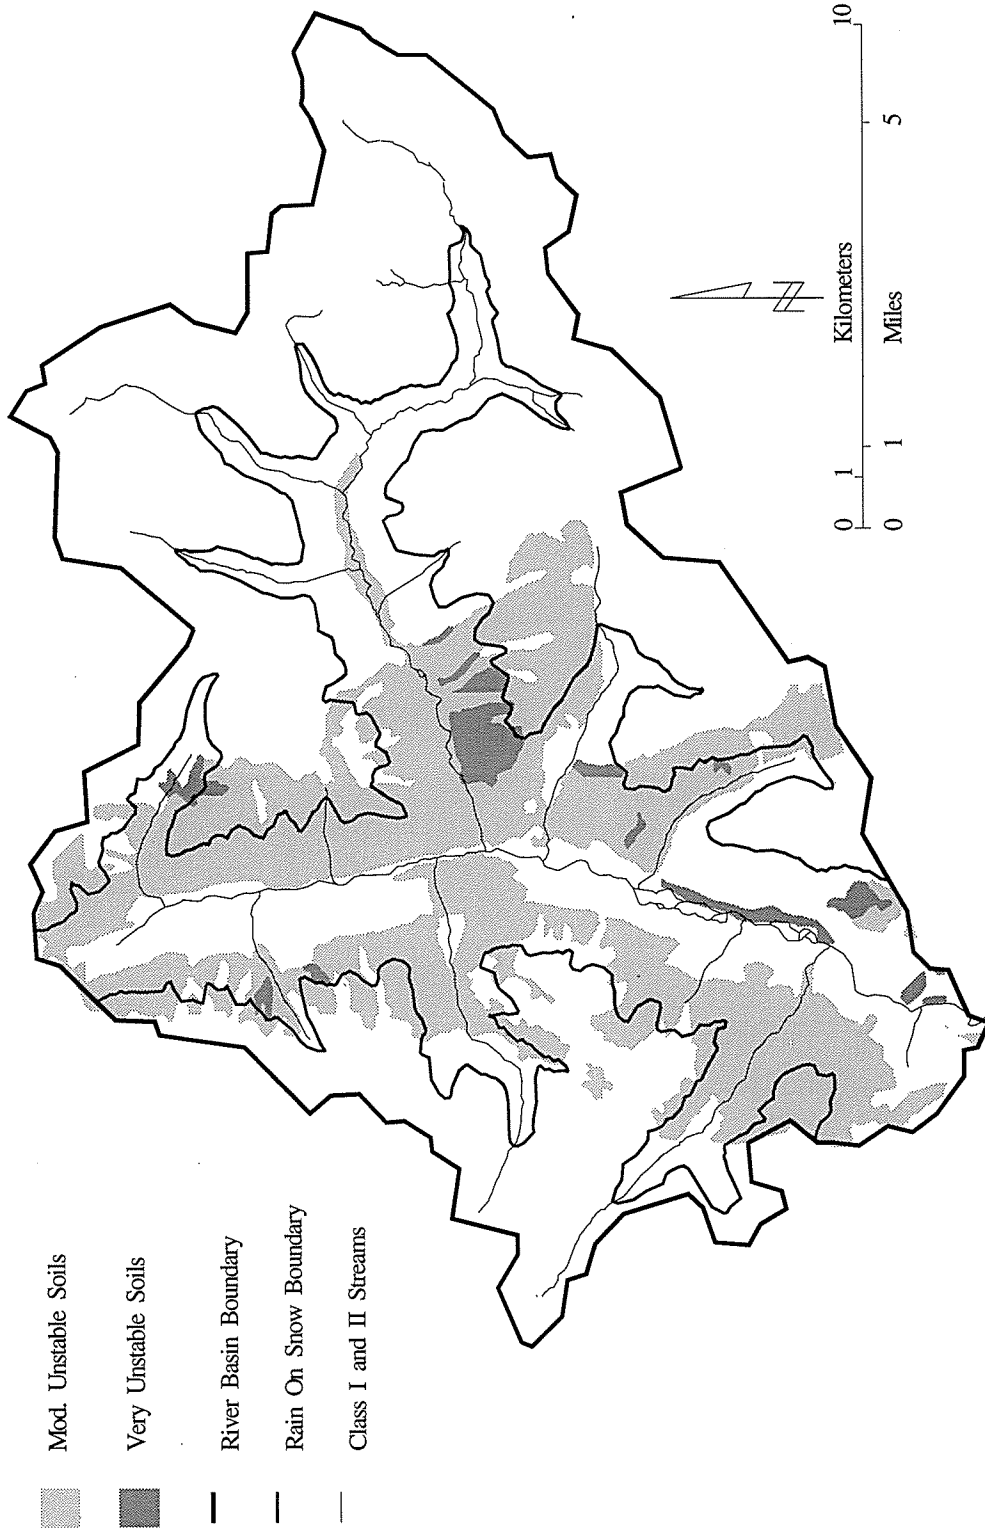 Mod. Unstable Soils
Very Unstable Soils
River Basin Boundary
Rain On Snow Boundary
Class I and II Streams
N
0 1 Kilometers 10
0 1 Miles 5